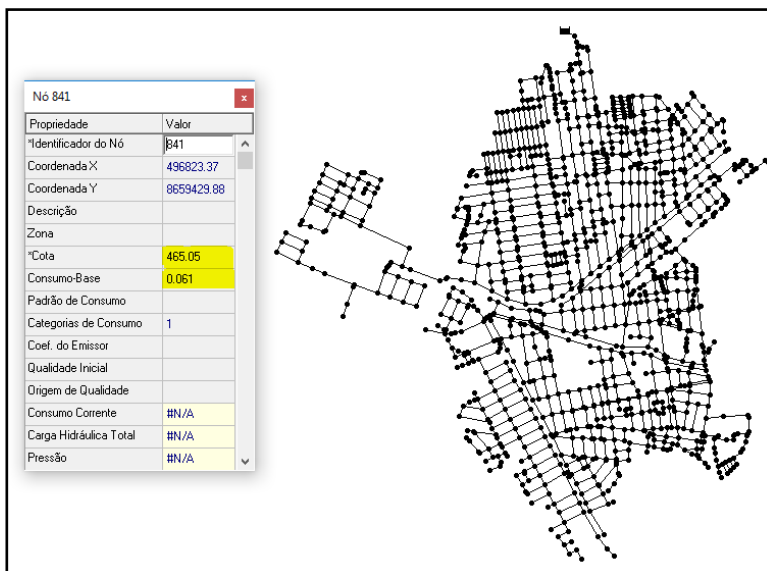 Nó 841 x
Propriedade Valor
*Identificador do Nó 841
Coordenada X 496823.37
Coordenada Y 8659429.88
Descrição
Zona
*Cota 465.05
Consumo-Base 0.061
Padrão de Consumo
Categorias de Consumo 1
Coef. do Emissor
Qualidade Inicial
Origem de Qualidade
Consumo Corrente #N/A
Carga Hidráulica Total #N/A
Pressão #N/A